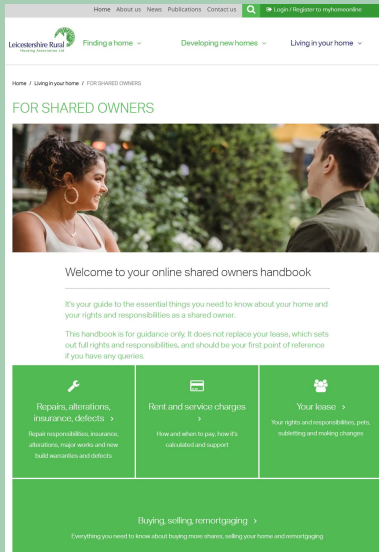 Home About us News Publications Contact us Login / Register to myhomeonline
Leicestershire Rural
Housing Association Ltd
Finding a home Developing new homes Living in your home
Home / Living in your home / FOR SHARED OWNERS
FOR SHARED OWNERS
Welcome to your online shared owners handbook
It's your guide to the essential things you need to know about your home and
your rights and responsibilities as a shared owner.
This handbook is for guidance only. It does not replace your lease, which sets
out full rights and responsibilities, and should be your first point of reference
if you have any queries.
Repairs, alterations,
insurance, defects >
Repair responsibilities, insurance,
alterations, major works and new
build warranties and defects
Rent and service charges
>
How and when to pay, how it's
calculated and support
Your lease >
Your rights and responsibilities, pets,
subletting and making changes
Buying, selling, remortgaging >
Everything you need to know about buying more shares, selling your home and remortgaging